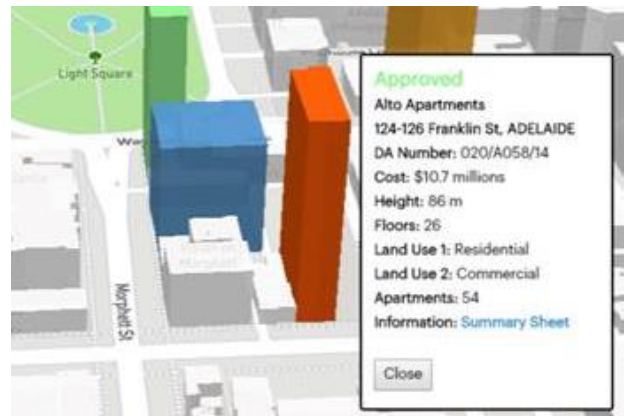 Light Square
Morphett St
Approved
Alto Apartments
124-126 Franklin St, ADELAIDE
DA Number: 020/A058/14
Cost: $10.7 millions
Height: 86 m
Floors: 26
Land Use 1: Residential
Land Use 2: Commercial
Apartments: 54
Information: Summary Sheet
Close